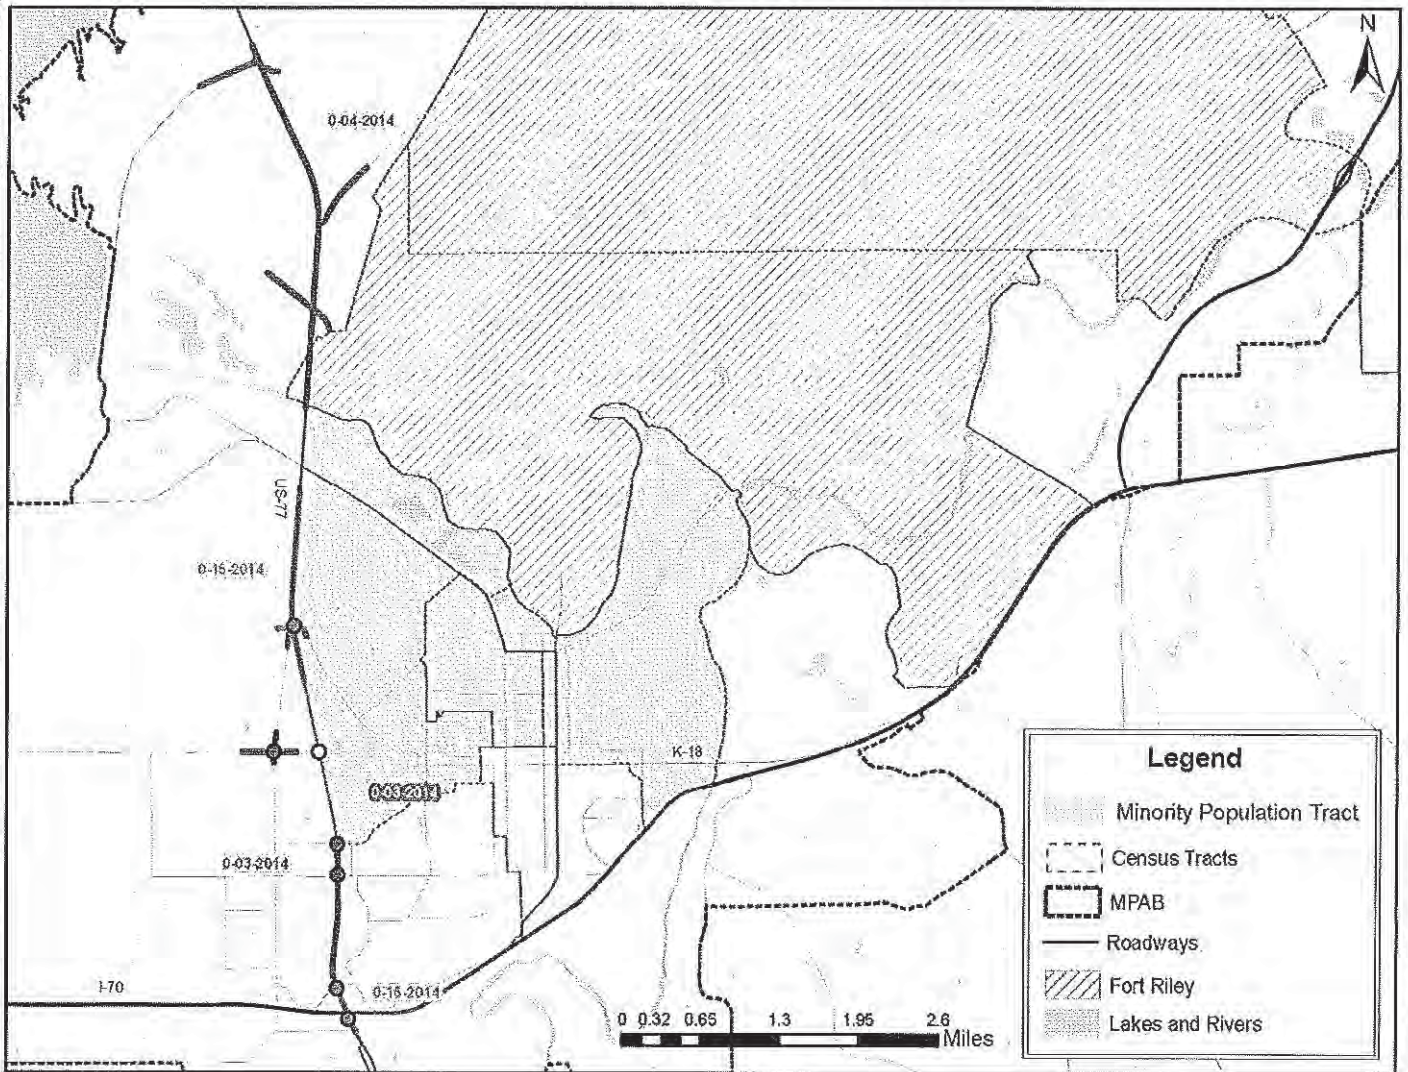 N
0-04-2014
US-77
0-15-2014
K-18
0-03-2014
0-03-2014
I-70
0-15-2014
0 0.32 0.65 1.3 1.95 2.6
Miles
Legend
Minority Population Tract
Census Tracts
MPAB
Roadways
Fort Riley
Lakes and Rivers